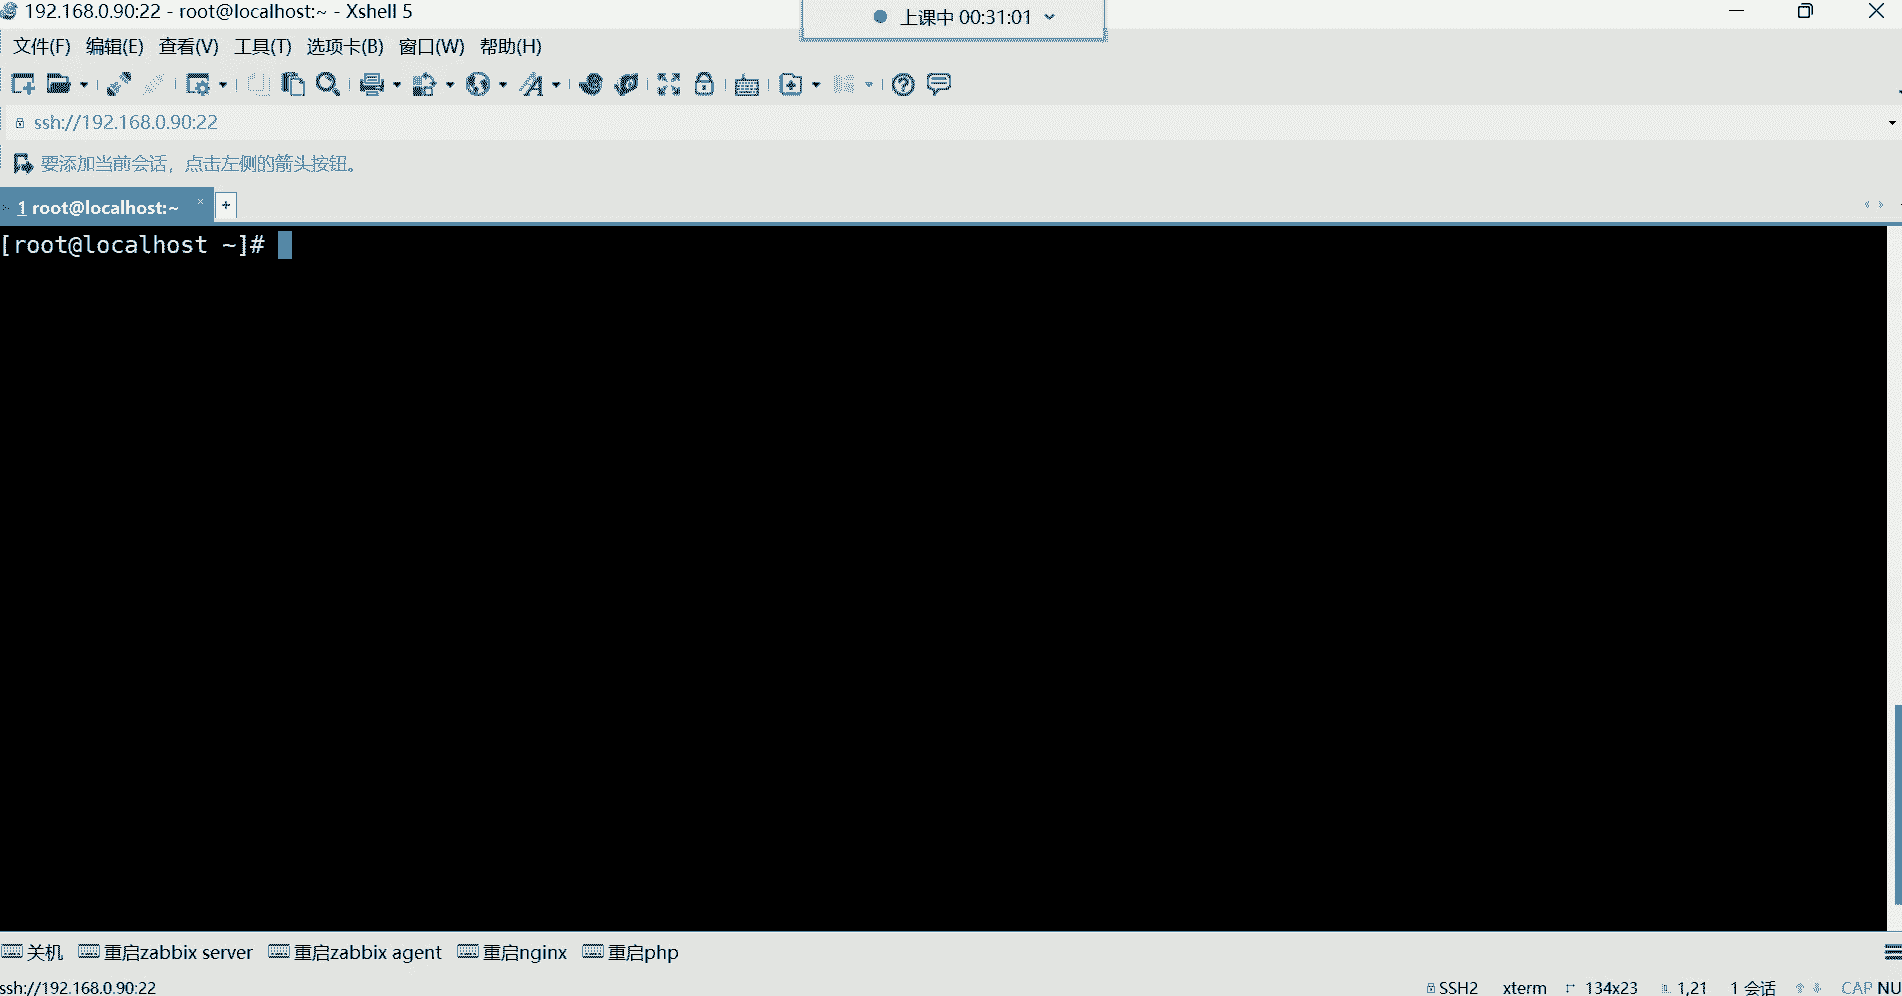 192.168.0.90:22 - root@localhost:~ - Xshell 5
上课中 00:31:01
文件(F) 编辑(E) 查看(V) 工具(T) 选项卡(B) 窗口(W) 帮助(H)
ssh://192.168.0.90:22
要添加当前会话，点击左侧的箭头按钮。
1 root@localhost:~ × +
[root@localhost ~]#
关机 重启zabbix server 重启zabbix agent 重启nginx 重启php
ssh://192.168.0.90:22 SSH2 xterm 134x23 1,21 1 会话 CAP NU